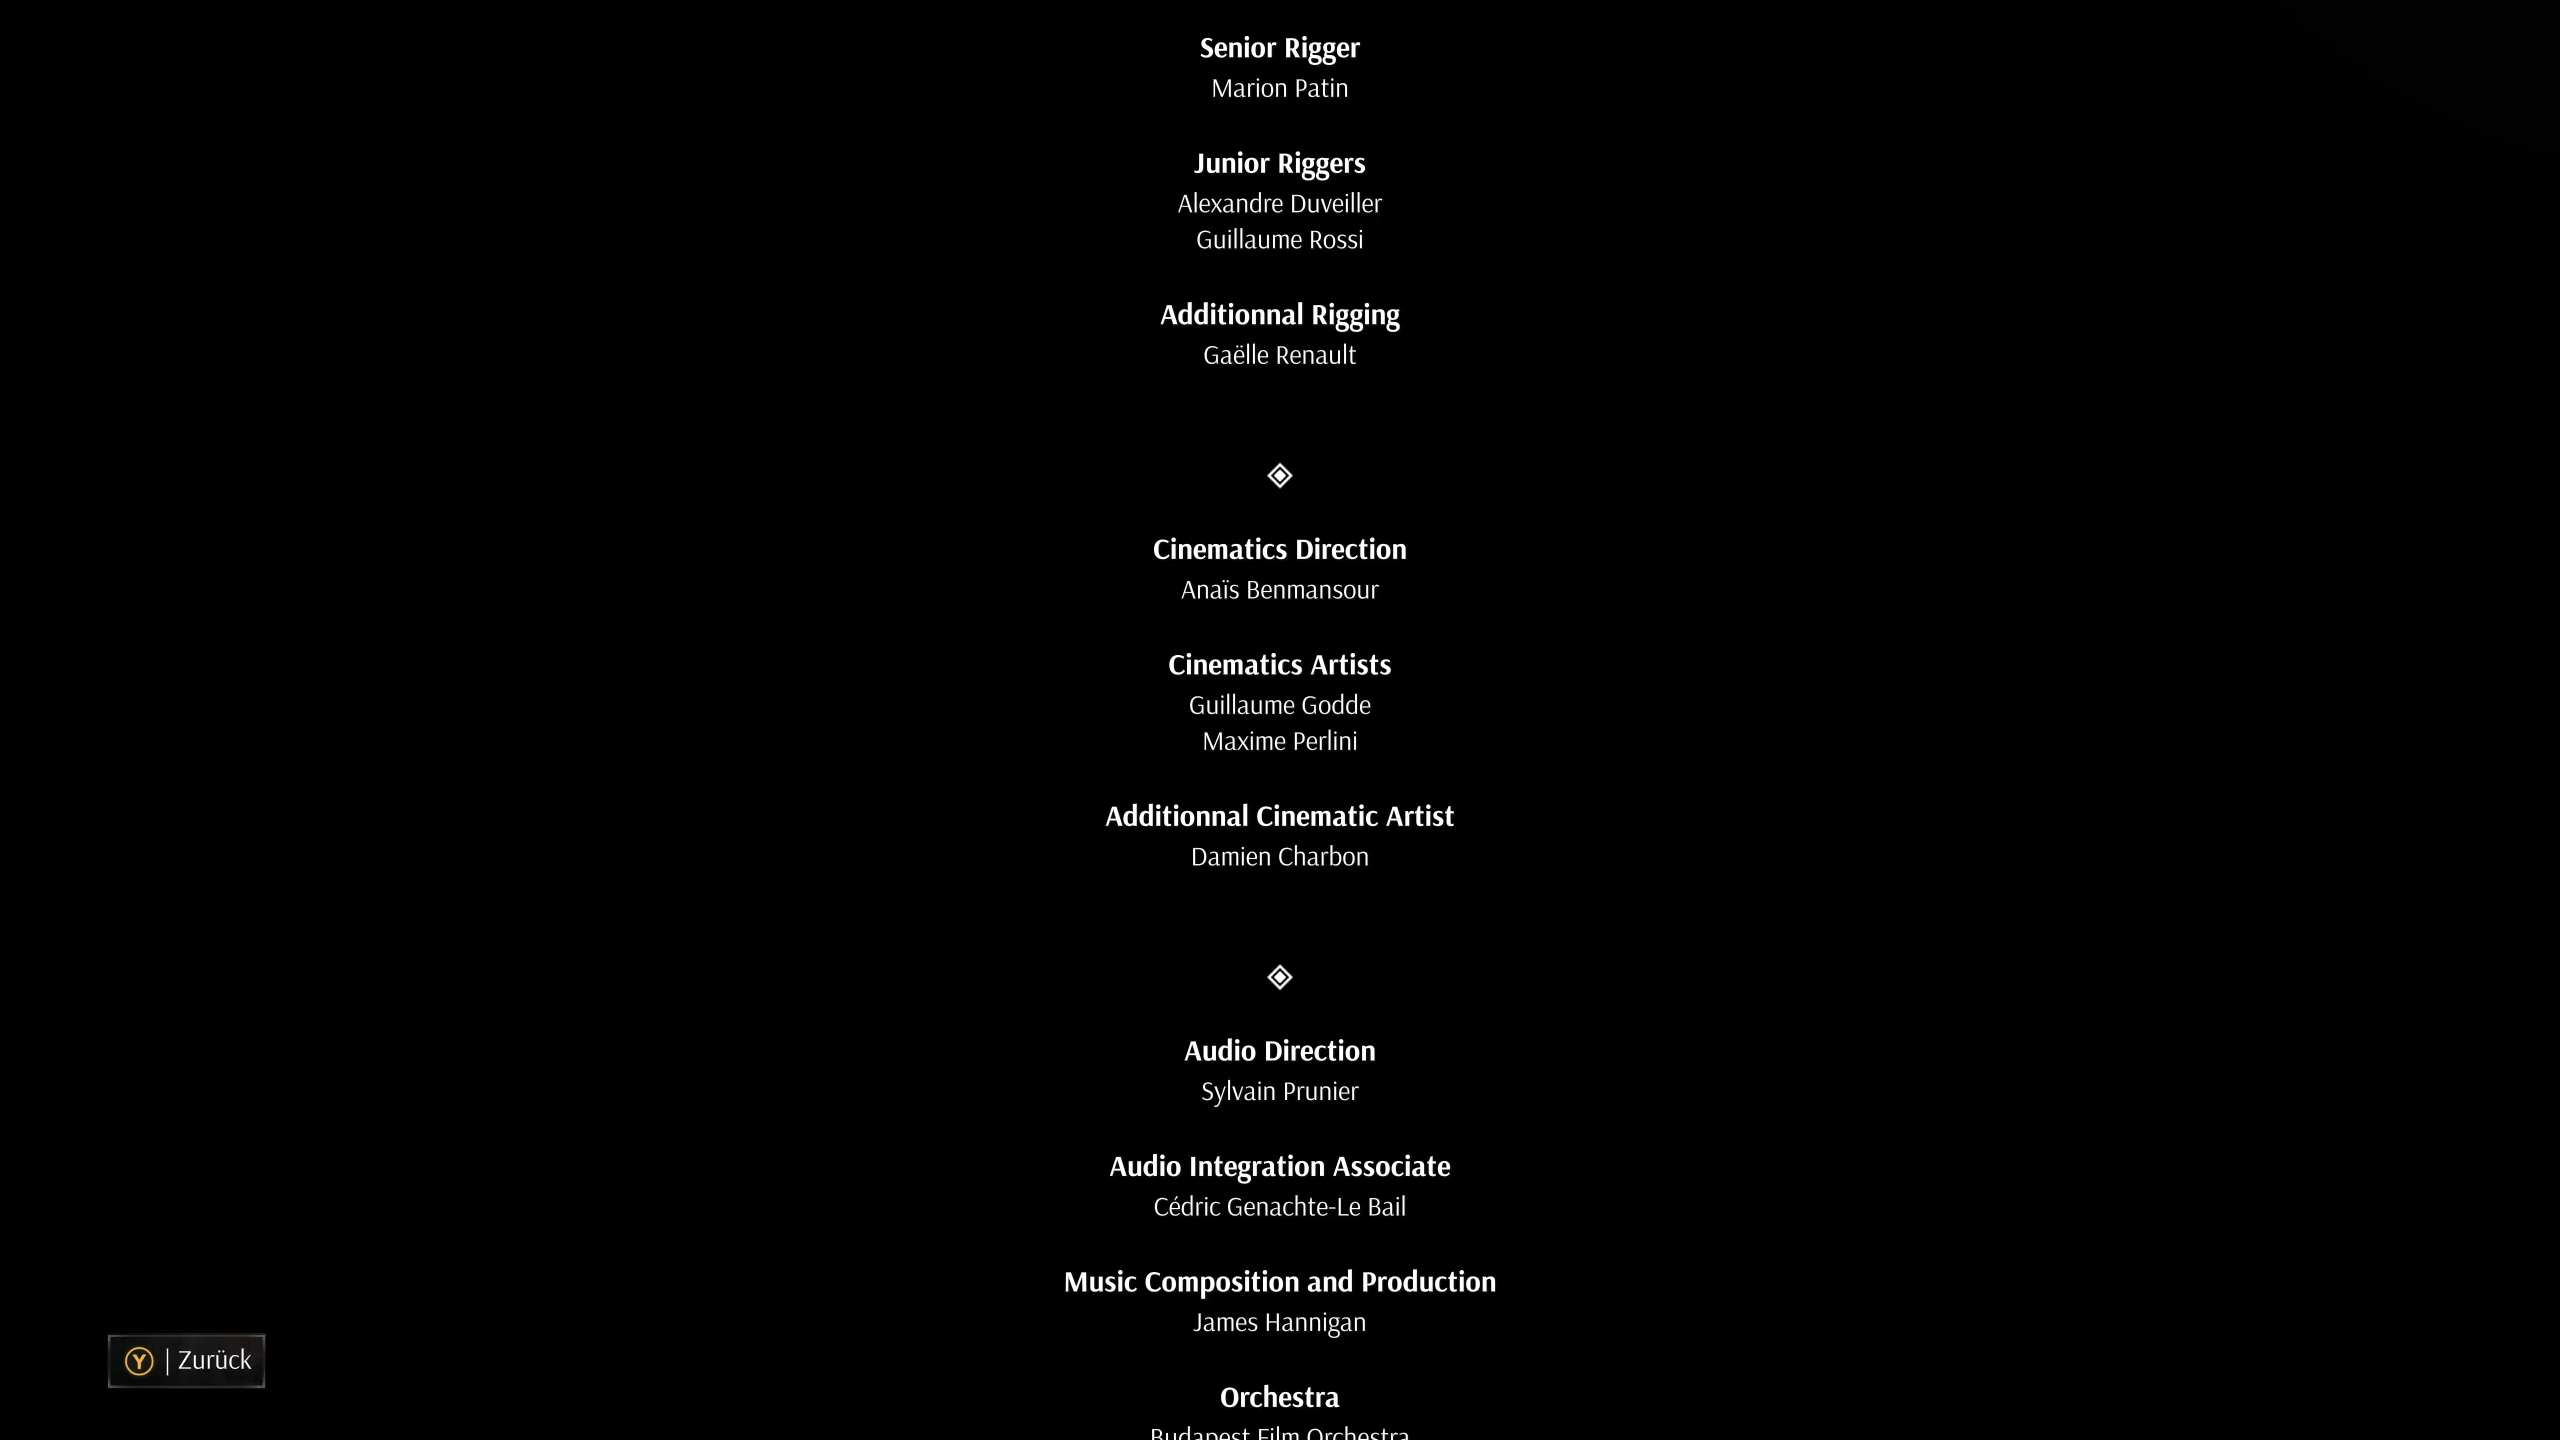 Senior Rigger
Marion Patin
Junior Riggers
Alexandre Duveiller
Guillaume Rossi
Additionnal Rigging
Gaëlle Renault
Cinematics Direction
Anaïs Benmansour
Cinematics Artists
Guillaume Godde
Maxime Perlini
Additionnal Cinematic Artist
Damien Charbon
Audio Direction
Sylvain Prunier
Audio Integration Associate
Cédric Genachte-Le Bail
Music Composition and Production
James Hannigan
Orchestra
Budapest Film Orchestra
Y | Zurück